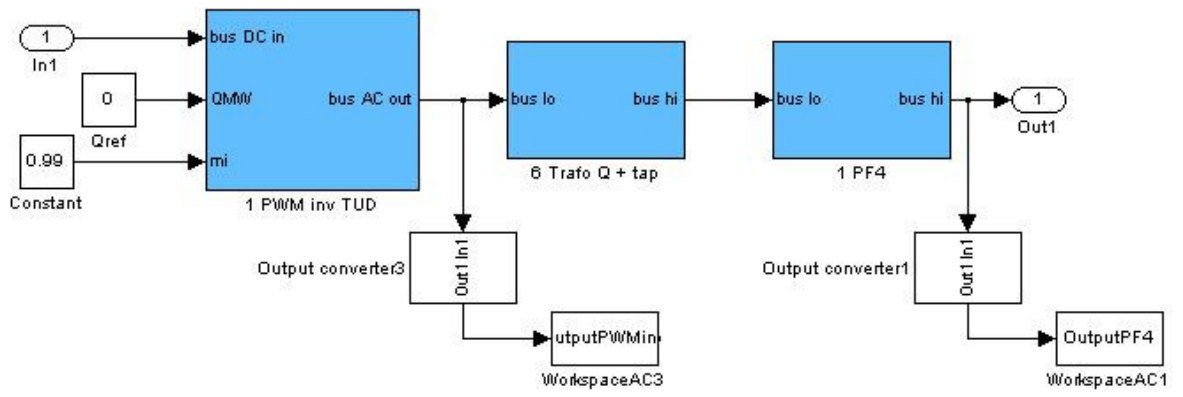 1
In1
0
Qref
0.99
Constant
bus DC in
QMW
mi
bus AC out
1 PWM inv TUD
bus lo
bus hi
6 Trafo Q + tap
bus lo
bus hi
1 PF4
1
Out1
Output converter3
Out1 In1
utputPWMin
WorkspaceAC3
Output converter1
Out1 In1
OutputPF4
WorkspaceAC1